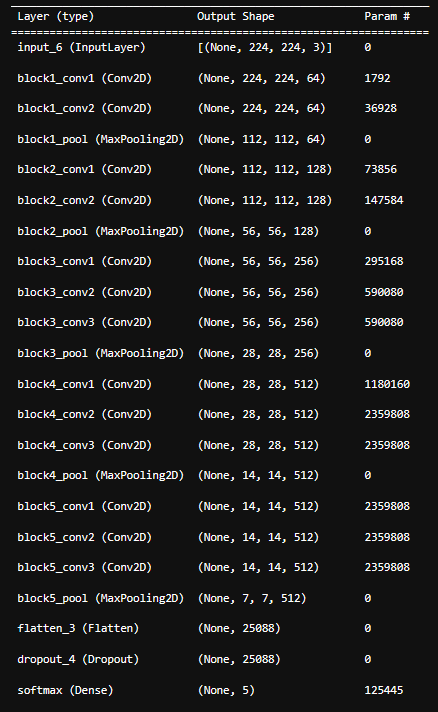 Layer (type) Output Shape Param #
=================================================================
input_6 (InputLayer) [(None, 224, 224, 3)] 0
block1_conv1 (Conv2D) (None, 224, 224, 64) 1792
block1_conv2 (Conv2D) (None, 224, 224, 64) 36928
block1_pool (MaxPooling2D) (None, 112, 112, 64) 0
block2_conv1 (Conv2D) (None, 112, 112, 128) 73856
block2_conv2 (Conv2D) (None, 112, 112, 128) 147584
block2_pool (MaxPooling2D) (None, 56, 56, 128) 0
block3_conv1 (Conv2D) (None, 56, 56, 256) 295168
block3_conv2 (Conv2D) (None, 56, 56, 256) 590080
block3_conv3 (Conv2D) (None, 56, 56, 256) 590080
block3_pool (MaxPooling2D) (None, 28, 28, 256) 0
block4_conv1 (Conv2D) (None, 28, 28, 512) 1180160
block4_conv2 (Conv2D) (None, 28, 28, 512) 2359808
block4_conv3 (Conv2D) (None, 28, 28, 512) 2359808
block4_pool (MaxPooling2D) (None, 14, 14, 512) 0
block5_conv1 (Conv2D) (None, 14, 14, 512) 2359808
block5_conv2 (Conv2D) (None, 14, 14, 512) 2359808
block5_conv3 (Conv2D) (None, 14, 14, 512) 2359808
block5_pool (MaxPooling2D) (None, 7, 7, 512) 0
flatten_3 (Flatten) (None, 25088) 0
dropout_4 (Dropout) (None, 25088) 0
softmax (Dense) (None, 5) 125445